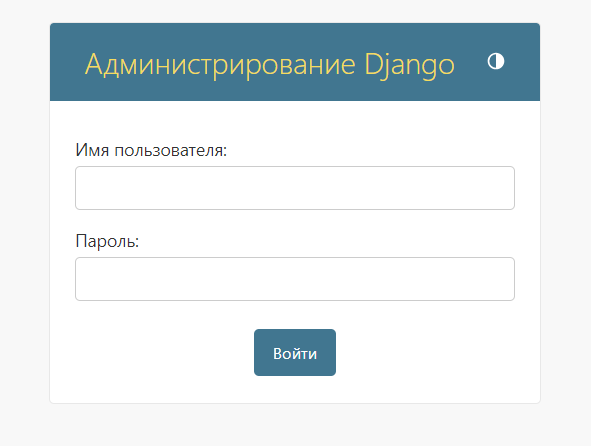 Администрирование Django
Имя пользователя:
Пароль:
Войти